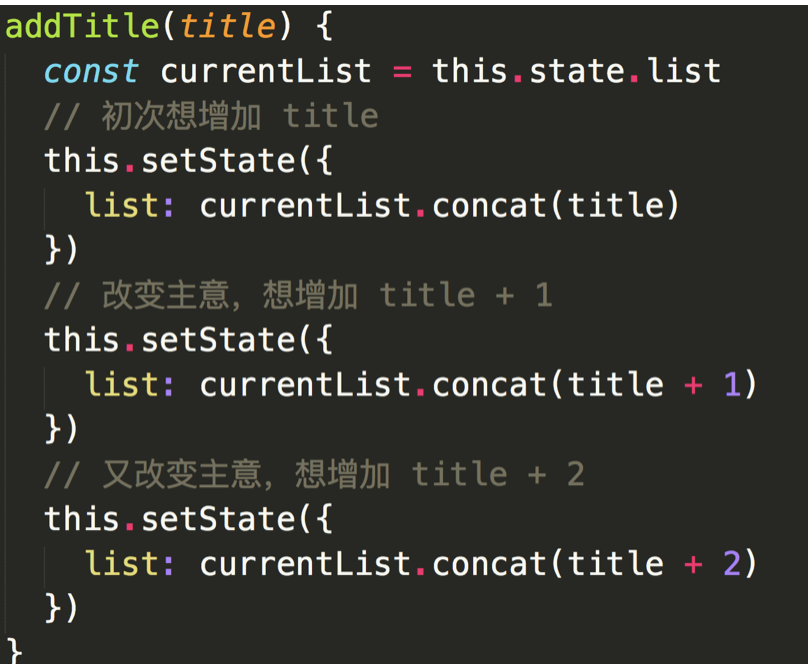 addTitle(title) {
const currentList = this.state.list
// 初次想增加 title
this.setState({
list: currentList.concat(title)
})
// 改变主意，想增加 title + 1
this.setState({
list: currentList.concat(title + 1)
})
// 又改变主意，想增加 title + 2
this.setState({
list: currentList.concat(title + 2)
})
}